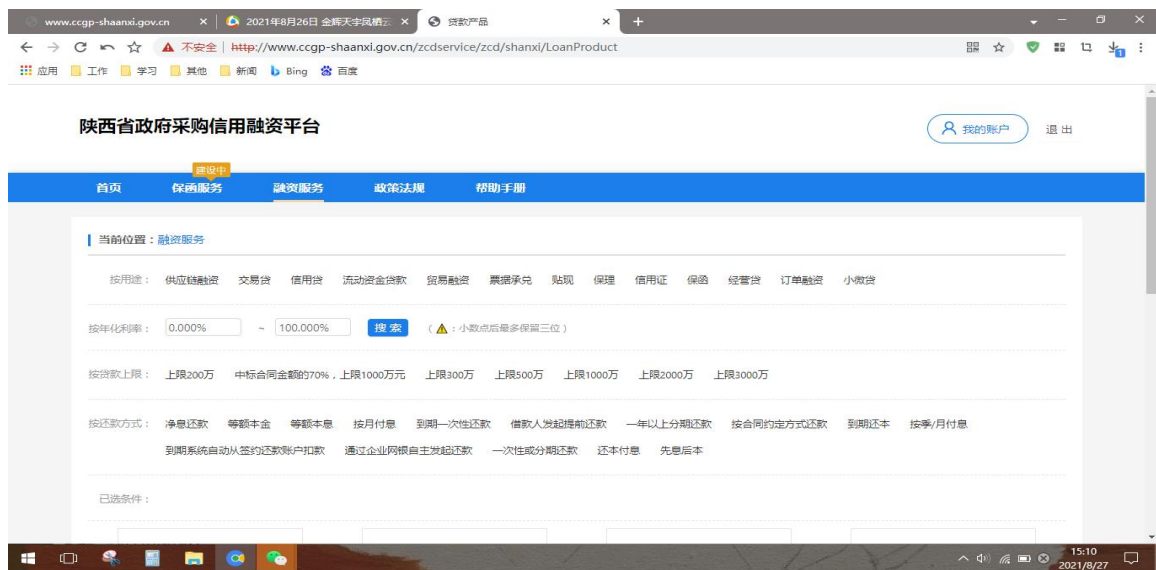 www.ccgp-shaanxi.gov.cn
2021年8月26日 金辉天宇凤栖云
贷款产品
不安全 | http://www.ccgp-shaanxi.gov.cn/zcdservice/zcd/shanxi/LoanProduct
应用 工作 学习 其他 新闻 Bing 百度
陕西省政府采购信用融资平台
我的账户 退出
建设中
首页 保函服务 融资服务 政策法规 帮助手册
当前位置：融资服务
按用途： 供应链融资 交易贷 信用贷 流动资金贷款 贸易融资 票据承兑 贴现 保理 信用证 保函 经营贷 订单融资 小微贷
按年化利率： 0.000% ~ 100.000% 搜索 （ ：小数点后最多保留三位）
按贷款上限： 上限200万 中标合同金额的70%，上限1000万元 上限300万 上限500万 上限1000万 上限2000万 上限3000万
按还款方式： 净息还款 等额本金 等额本息 按月付息 到期一次性还款 借款人发起提前还款 一年以上分期还款 按合同约定方式还款 到期还本 按季/月付息
到期系统自动从签约还款账户扣款 通过企业网银自主发起还款 一次性或分期还款 还本付息 先息后本
已选条件：
15:10
2021/8/27